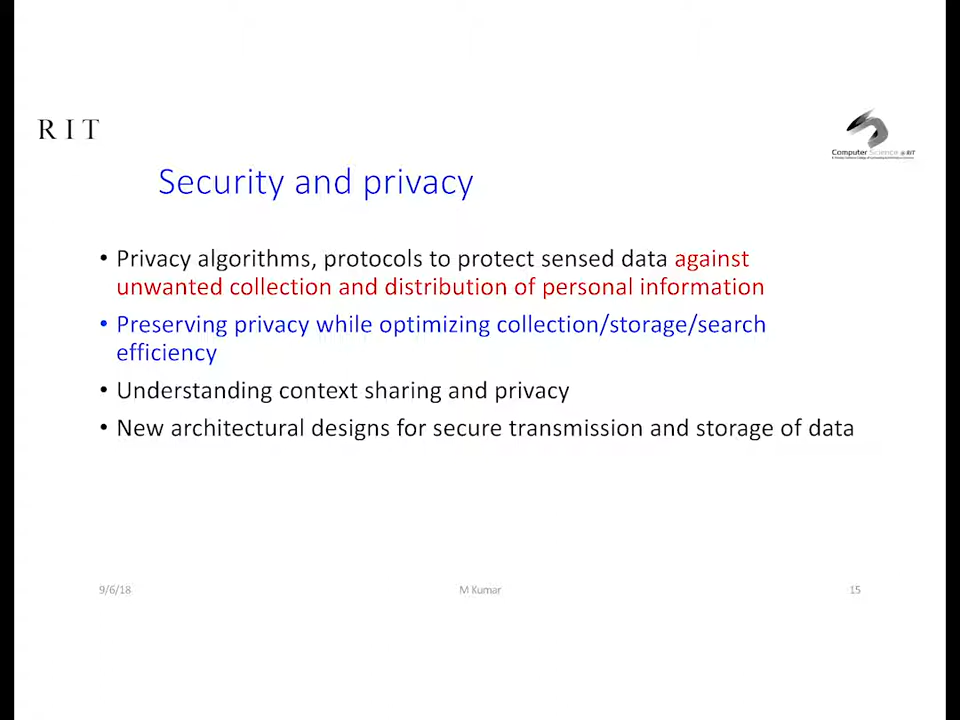 R I T
Computer Science @ RIT
Security and privacy
• Privacy algorithms, protocols to protect sensed data against
unwanted collection and distribution of personal information
• Preserving privacy while optimizing collection/storage/search
efficiency
• Understanding context sharing and privacy
• New architectural designs for secure transmission and storage of data
9/6/18
M Kumar
15